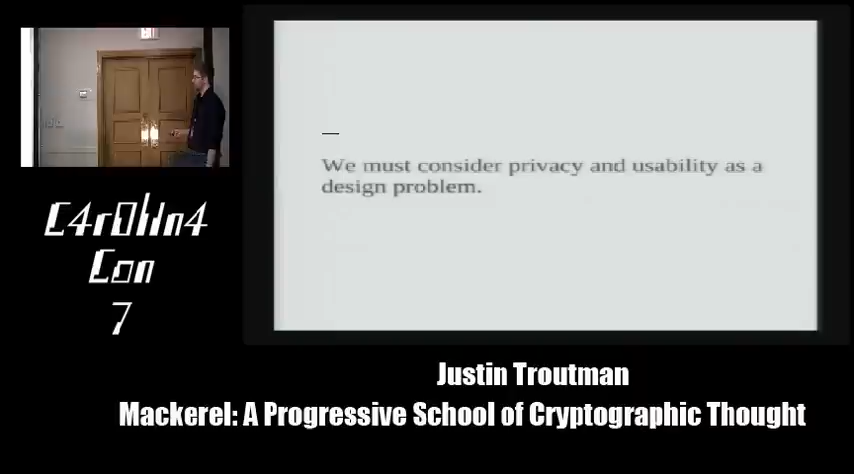 C4r0l1n4
Con
7
We must consider privacy and usability as a
design problem.
Justin Troutman
Mackerel: A Progressive School of Cryptographic Thought